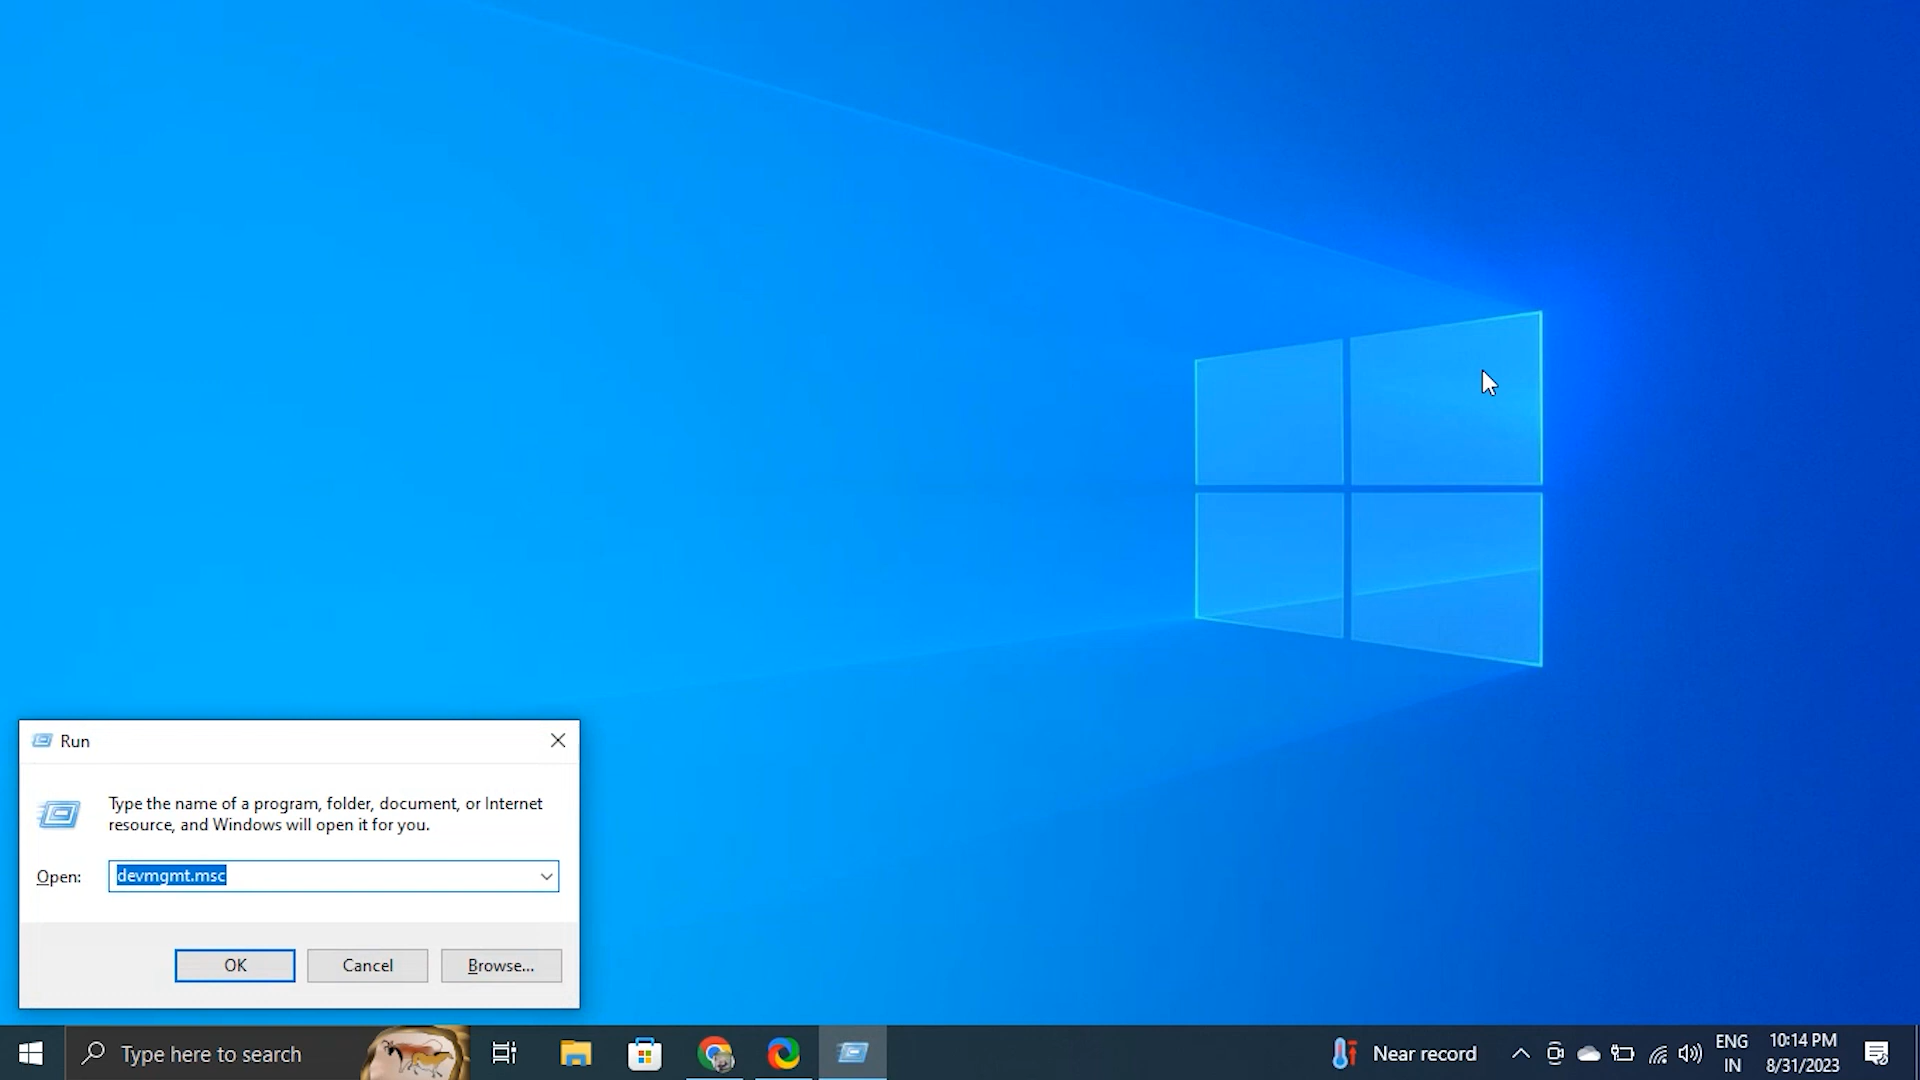 Run
Type the name of a program, folder, document, or Internet
resource, and Windows will open it for you.
Open: devmgmt.msc
OK Cancel Browse...
Type here to search
Near record
ENG
IN
10:14 PM
8/31/2023